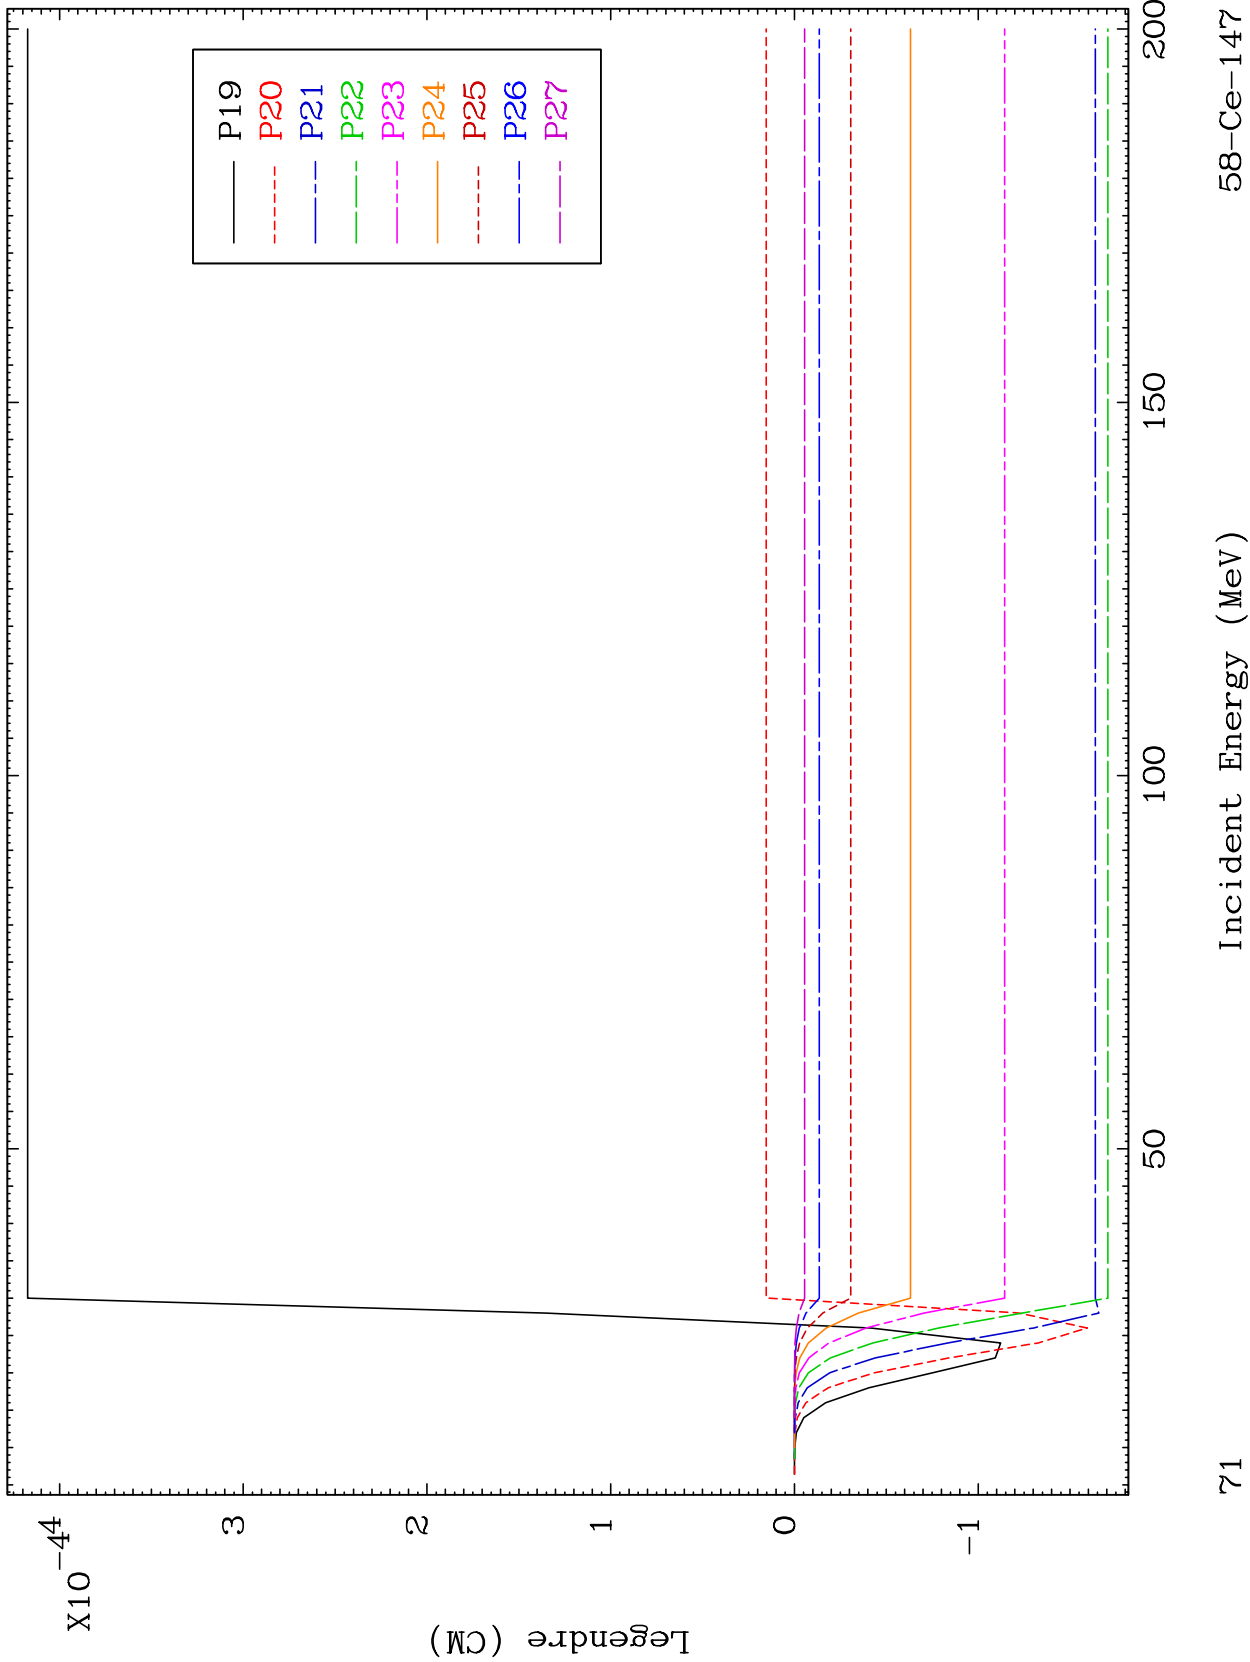 X10
-4
4
3
2
1
0
-1
Legendre (CM)
P19
P20
P21
P22
P23
P24
P25
P26
P27
50
100
150
200
Incident Energy (MeV)
71
58-Ce-147